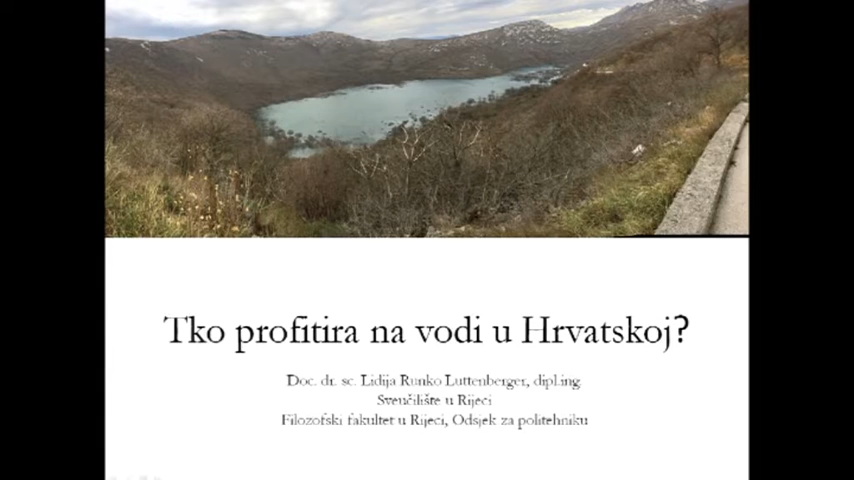 Tko profitira na vodi u Hrvatskoj?
Doc. dr. sc. Lidija Runko Luttenberger, dipl.ing.
Sveučilište u Rijeci
Filozofski fakultet u Rijeci, Odsjek za politehniku